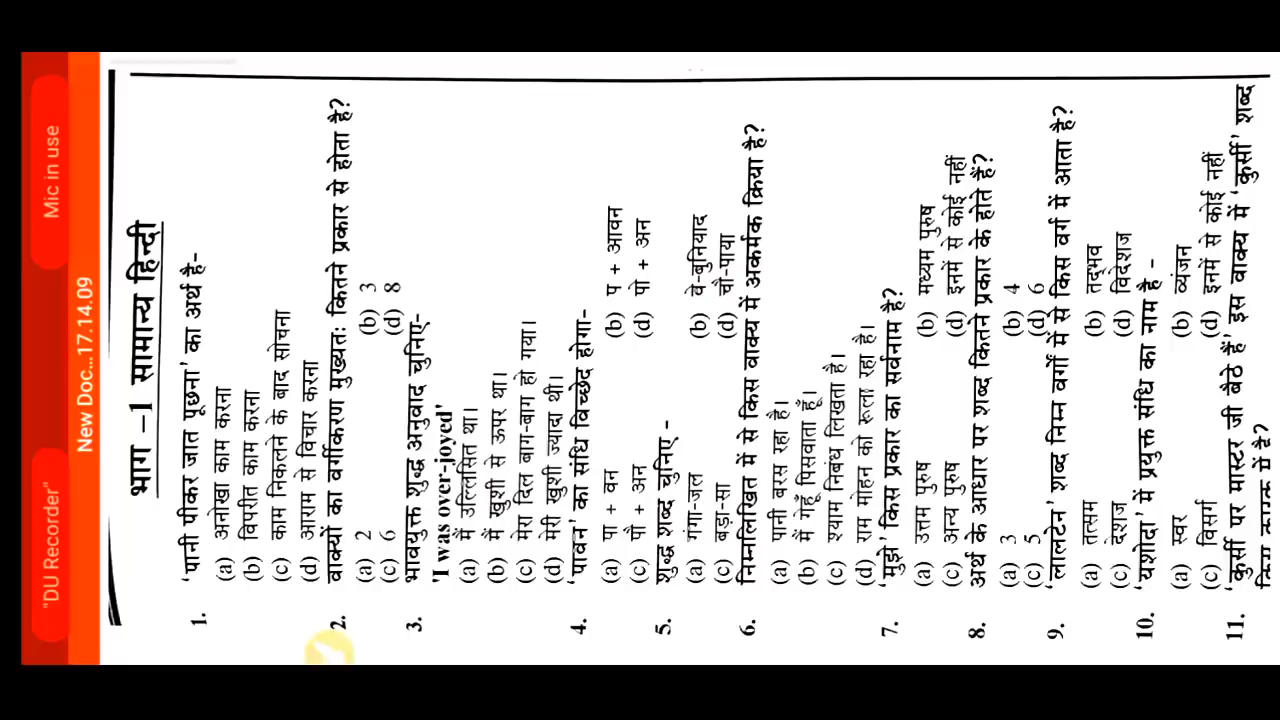 "DU Recorder"
Mic in use
New Doc...17.14.09
भाग –1 सामान्य हिन्दी
1. 'पानी पीकर जात पूछना' का अर्थ है-
(a) अनोखा काम करना
(b) विपरीत काम करना
(c) काम निकलने के बाद सोचना
(d) आराम से विचार करना
2. वाक्यों का वर्गीकरण मुख्यतः कितने प्रकार से होता है?
(a) 2 (b) 3
(c) 6 (d) 8
3. भावयुक्त शुद्ध अनुवाद चुनिए-
'I was over-joyed'
(a) मैं उल्लिसित था।
(b) मैं खुशी से ऊपर था।
(c) मेरा दिल बाग-बाग हो गया।
(d) मेरी खुशी ज्यादा थी।
4. 'पावन' का संधि विच्छेद होगा-
(a) पा + वन (b) प + आवन
(c) पौ + अन (d) पो + अन
5. शुद्ध शब्द चुनिए -
(a) गंगा-जल (b) बे-बुनियाद
(c) बड़ा-सा (d) चौ-पाया
6. निम्नलिखित में से किस वाक्य में अकर्मक क्रिया है?
(a) पानी बरस रहा है।
(b) मैं गेहूँ पिसवाता हूँ।
(c) श्याम निबंध लिखता है।
(d) राम मोहन को रूला रहा है।
7. 'मुझे' किस प्रकार का सर्वनाम है?
(a) उत्तम पुरुष (b) मध्यम पुरुष
(c) अन्य पुरुष (d) इनमें से कोई नहीं
8. अर्थ के आधार पर शब्द कितने प्रकार के होते हैं?
(a) 3 (b) 4
(c) 5 (d) 6
9. 'लालटेन' शब्द निम्न वर्गों में से किस वर्ग में आता है?
(a) तत्सम (b) तद्भव
(c) देशज (d) विदेशज
10. 'यशोदा' में प्रयुक्त संधि का नाम है -
(a) स्वर (b) व्यंजन
(c) विसर्ग (d) इनमें से कोई नहीं
11. 'कुर्सी पर मास्टर जी बैठे हैं' इस वाक्य में 'कुर्सी' शब्द
किस कारक में है?